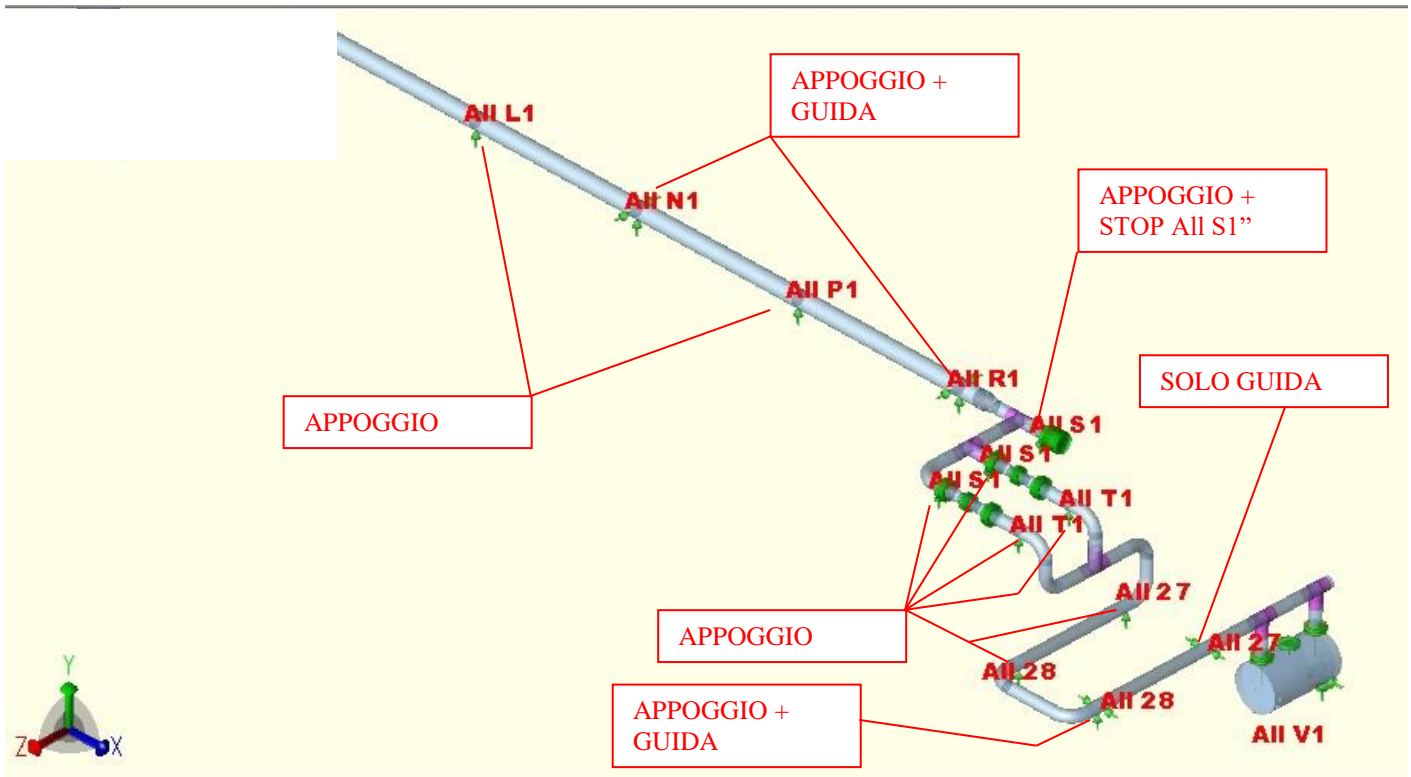 APPOGGIO +
GUIDA
All L1
APPOGGIO +
STOP All S1”
All N1
All P1
SOLO GUIDA
All R1
APPOGGIO
All S1
All S1
All S1
All T1
All T1
All 27
APPOGGIO
All 27
All 28
All 28
APPOGGIO +
GUIDA
All V1
Y
Z
X